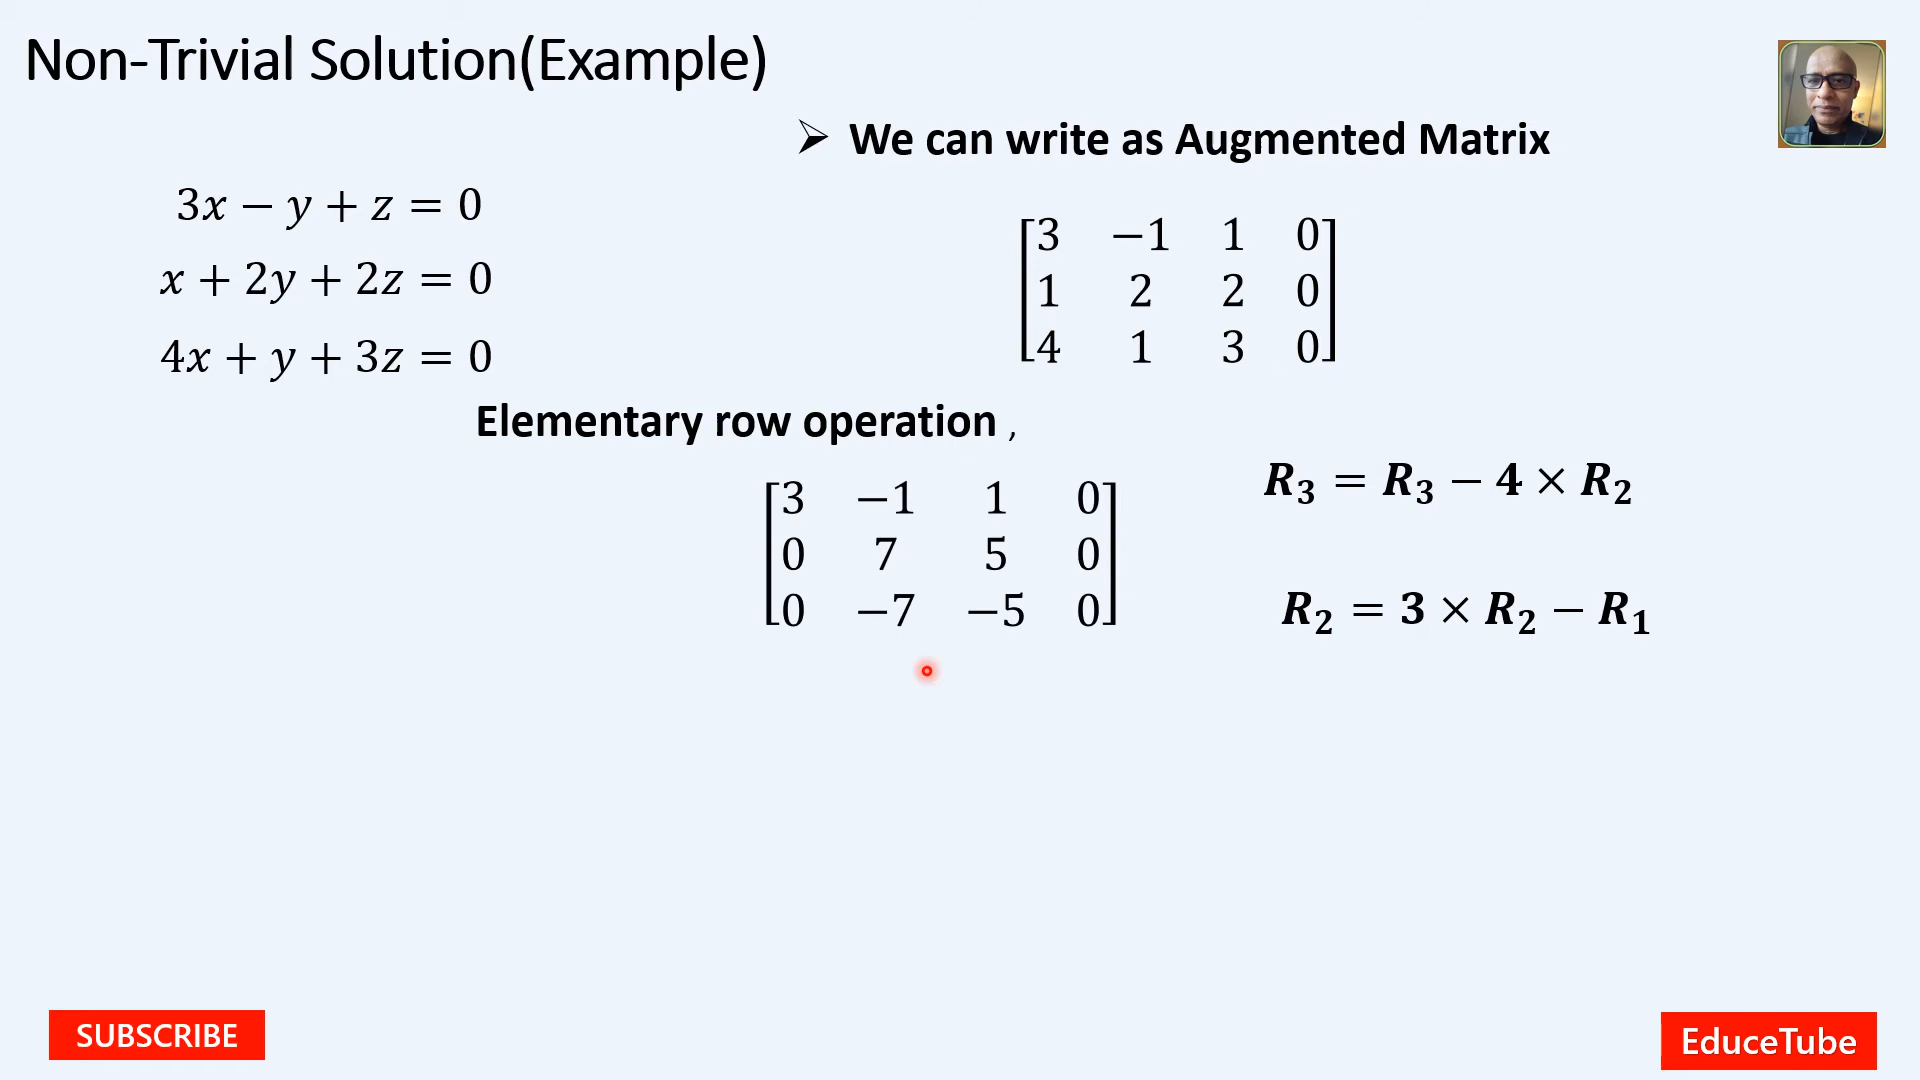 Non-Trivial Solution(Example)
➢ We can write as Augmented Matrix
3x − y + z = 0
x + 2y + 2z = 0
4x + y + 3z = 0
[3 −1 1 0]
[1 2 2 0]
[4 1 3 0]
Elementary row operation ,
[3 −1 1 0]
[0 7 5 0]
[0 −7 −5 0]
R₃ = R₃ − 4 × R₂
R₂ = 3 × R₂ − R₁
SUBSCRIBE
EduceTube